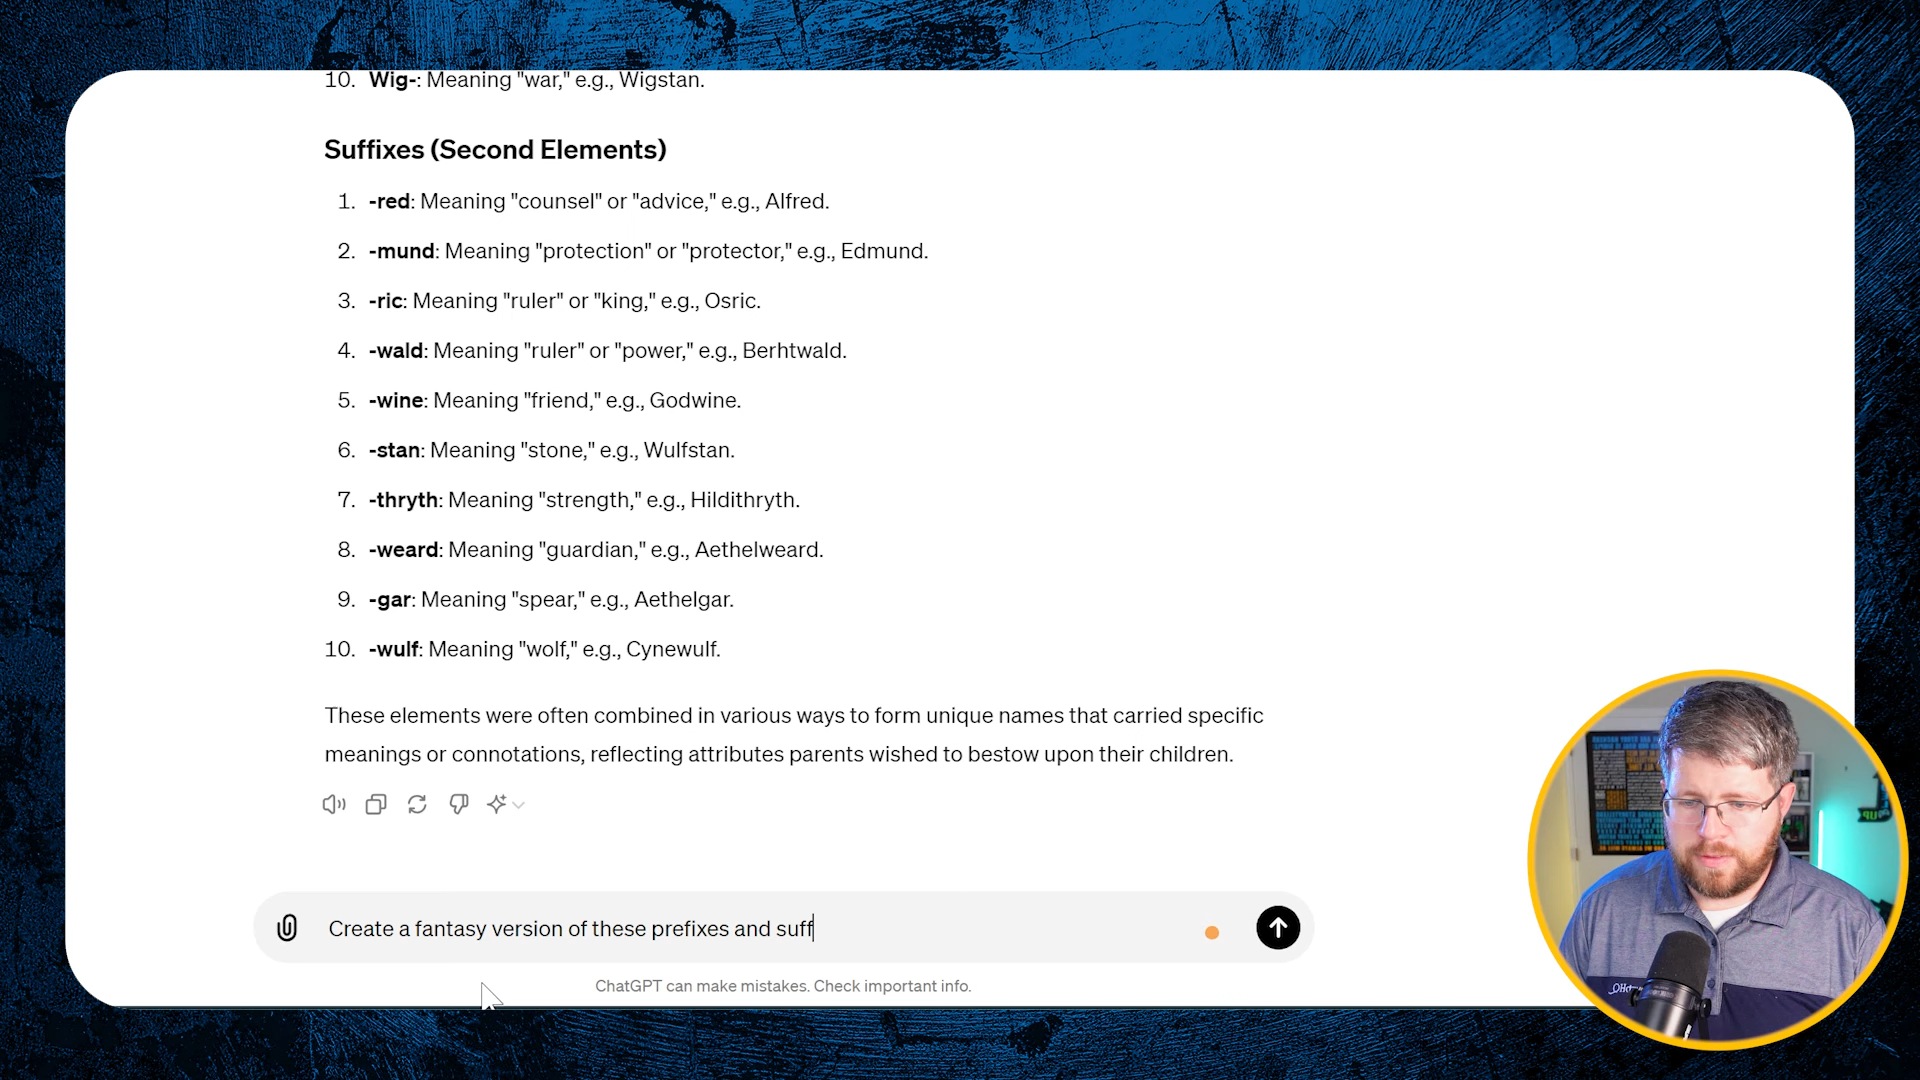 10. Wig-: Meaning "war," e.g., Wigstan.
Suffixes (Second Elements)
1. -red: Meaning "counsel" or "advice," e.g., Alfred.
2. -mund: Meaning "protection" or "protector," e.g., Edmund.
3. -ric: Meaning "ruler" or "king," e.g., Osric.
4. -wald: Meaning "ruler" or "power," e.g., Berhtwald.
5. -wine: Meaning "friend," e.g., Godwine.
6. -stan: Meaning "stone," e.g., Wulfstan.
7. -thryth: Meaning "strength," e.g., Hildithryth.
8. -weard: Meaning "guardian," e.g., Aethelweard.
9. -gar: Meaning "spear," e.g., Aethelgar.
10. -wulf: Meaning "wolf," e.g., Cynewulf.
These elements were often combined in various ways to form unique names that carried specific
meanings or connotations, reflecting attributes parents wished to bestow upon their children.
Create a fantasy version of these prefixes and suff
ChatGPT can make mistakes. Check important info.